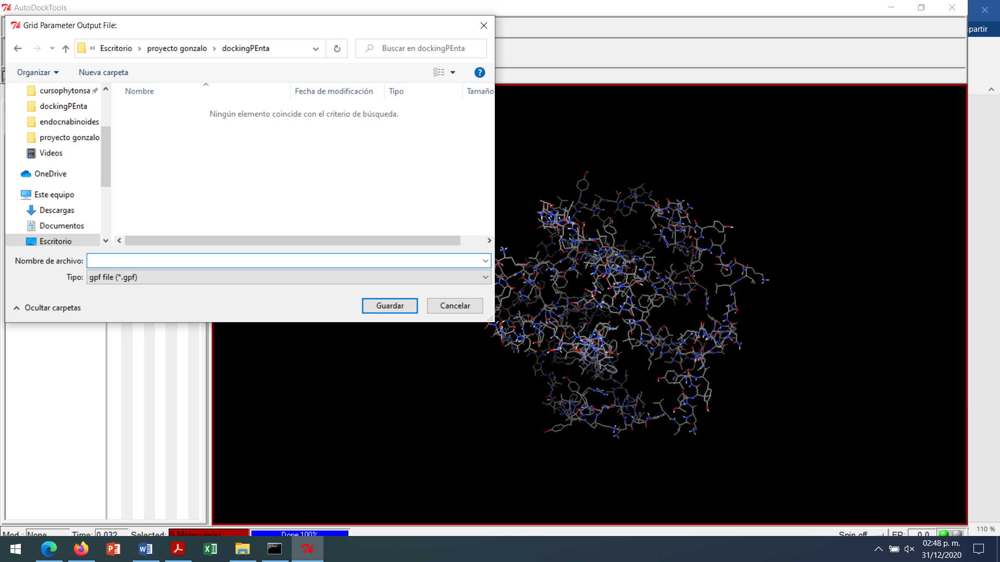 AutoDockTools
Grid Parameter Output File:
partir
« Escritorio > proyecto gonzalo > dockingPEnta
Buscar en dockingPEnta
Organizar
Nueva carpeta
Nombre
Fecha de modificación
Tipo
Tamaño
Ningún elemento coincide con el criterio de búsqueda.
cursophytonsa
dockingPEnta
endocnabinoides
proyecto gonzalo
Videos
OneDrive
Este equipo
Descargas
Documentos
Escritorio
Nombre de archivo:
Tipo: gpf file (*.gpf)
Ocultar carpetas
Guardar
Cancelar
Mod.: None Time: 0.032 Selected: 0 Molecule(s) Done 100% Spin off FR: 0.0
110 %
02:48 p. m.
31/12/2020